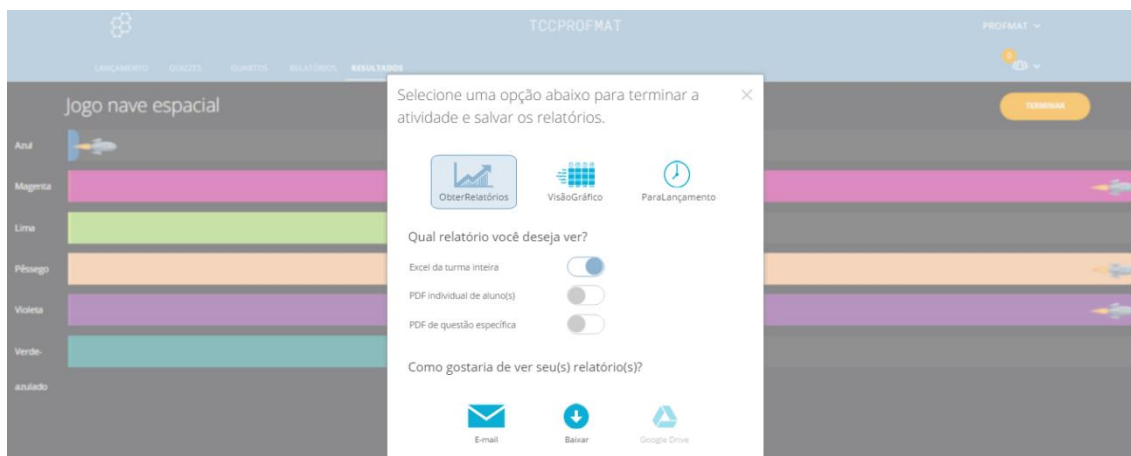 TCCPROFMAT
PROFMAT
0
LANÇAMENTO QUIZZES QUARTOS RELATÓRIOS RESULTADOS
Jogo nave espacial
TERMINAR
Selecione uma opção abaixo para terminar a
atividade e salvar os relatórios.
ObterRelatórios VisãoGráfico ParaLançamento
Qual relatório você deseja ver?
Excel da turma inteira
PDF individual de aluno(s)
PDF de questão específica
Como gostaria de ver seu(s) relatório(s)?
E-mail Baixar Google Drive
Azul
Magenta
Lima
Pêssego
Violeta
Verde-
azulado